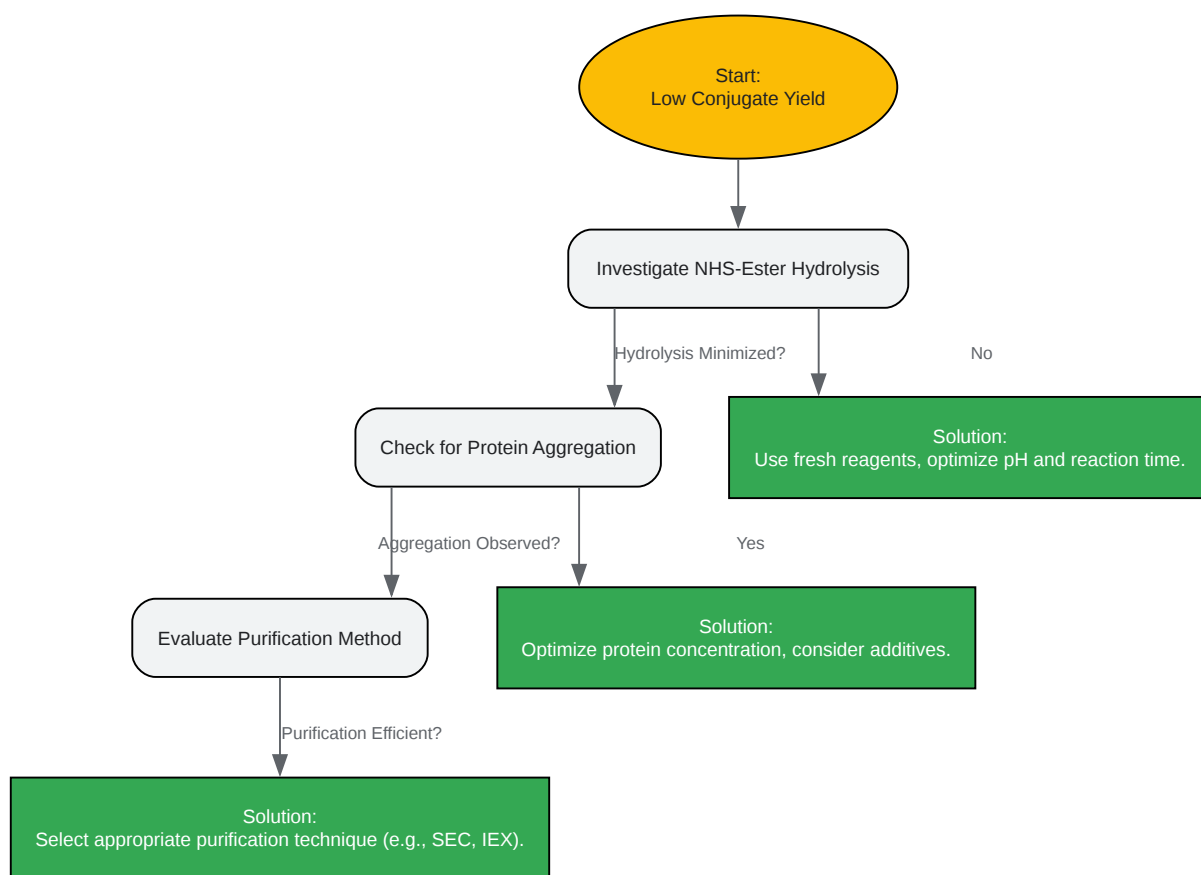 Start:
Low Conjugate Yield
Investigate NHS-Ester Hydrolysis
Hydrolysis Minimized?
No
Check for Protein Aggregation
Solution:
Use fresh reagents, optimize pH and reaction time.
Aggregation Observed?
Yes
Evaluate Purification Method
Solution:
Optimize protein concentration, consider additives.
Purification Efficient?
Solution:
Select appropriate purification technique (e.g., SEC, IEX).